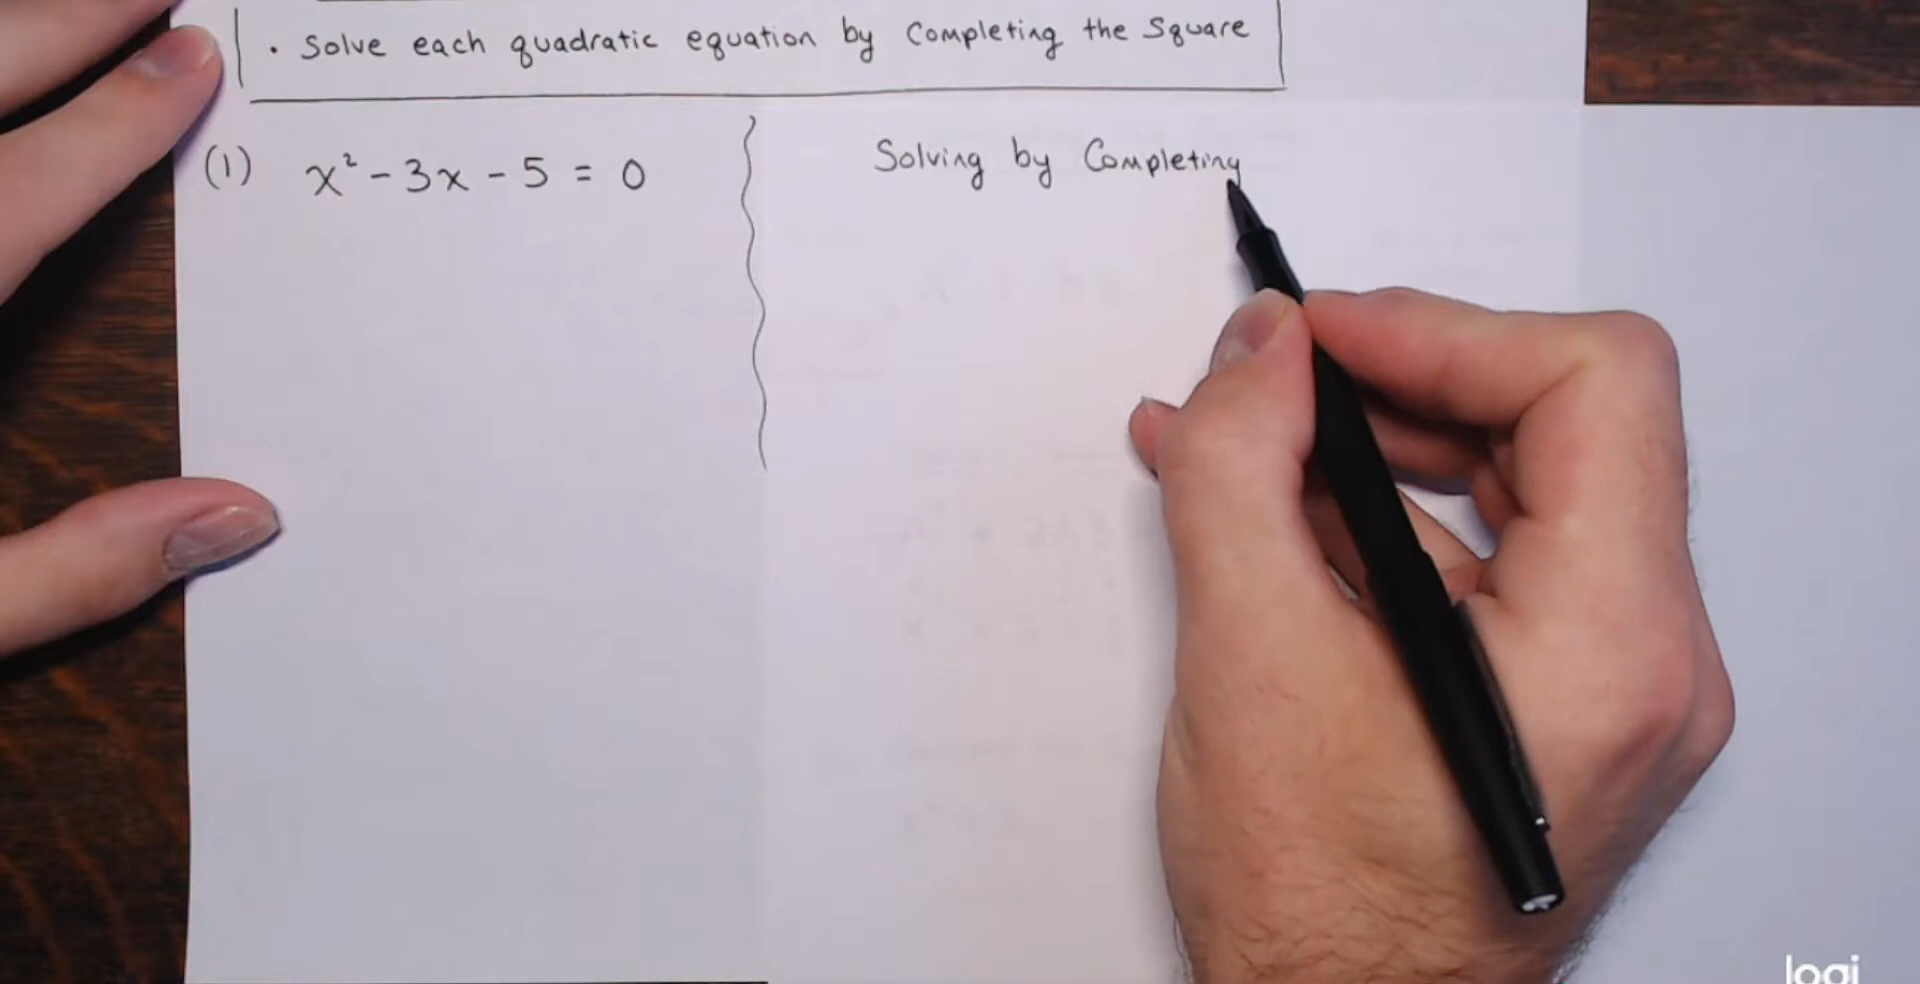 • Solve each quadratic equation by Completing the Square
(1) x² - 3x - 5 = 0
Solving by Completing
logi